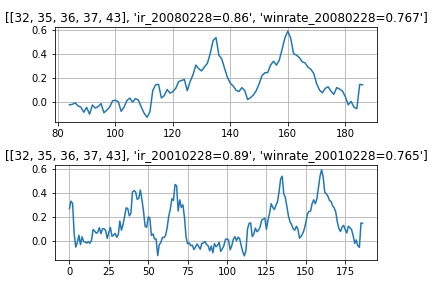 [[32, 35, 36, 37, 43], 'ir_20080228=0.86', 'winrate_20080228=0.767']
0.6
0.4
0.2
0.0
80 100 120 140 160 180
[[32, 35, 36, 37, 43], 'ir_20010228=0.89', 'winrate_20010228=0.765']
0.6
0.4
0.2
0.0
0 25 50 75 100 125 150 175